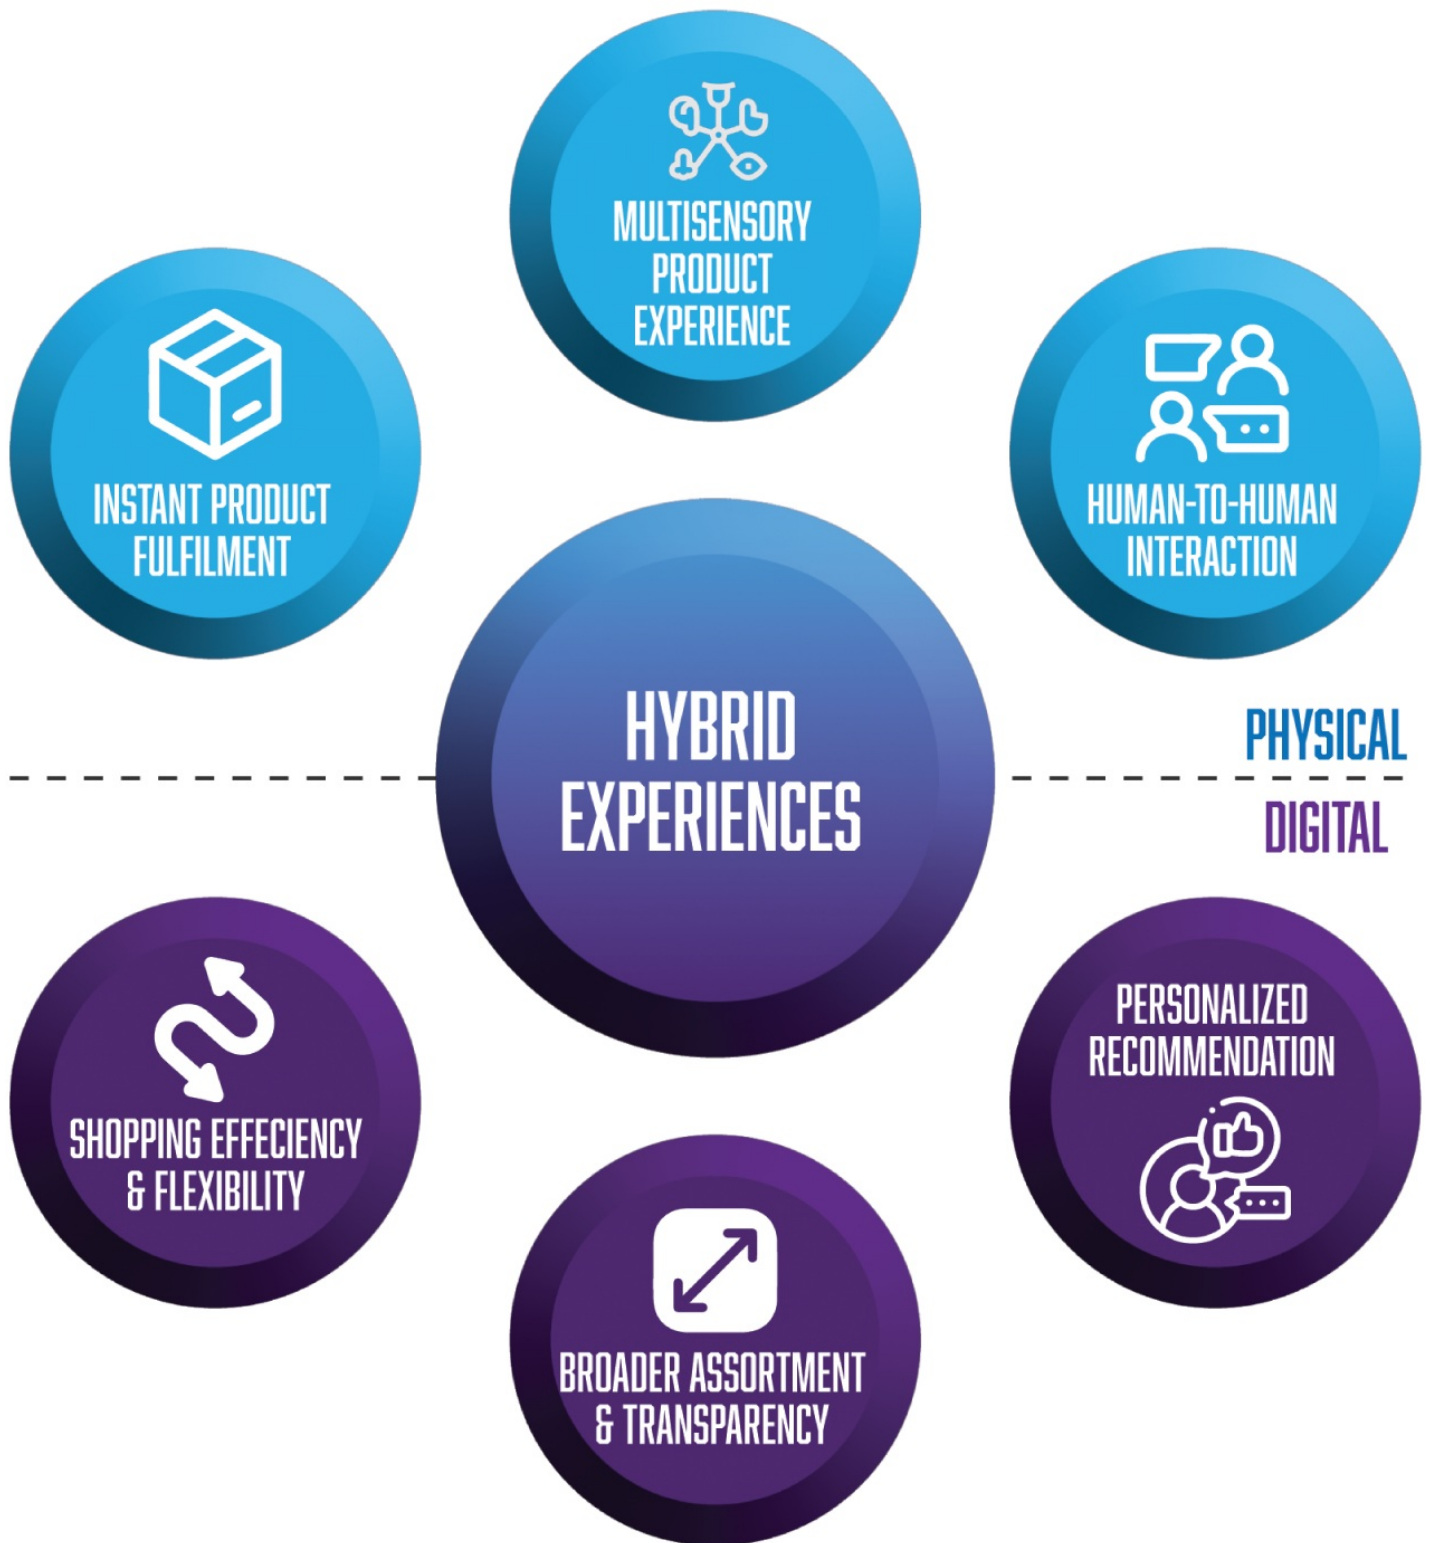 MULTISENSORY
PRODUCT
EXPERIENCE
INSTANT PRODUCT
FULFILMENT
HUMAN-TO-HUMAN
INTERACTION
HYBRID
EXPERIENCES
PHYSICAL
DIGITAL
SHOPPING EFFECIENCY
& FLEXIBILITY
PERSONALIZED
RECOMMENDATION
BROADER ASSORTMENT
& TRANSPARENCY